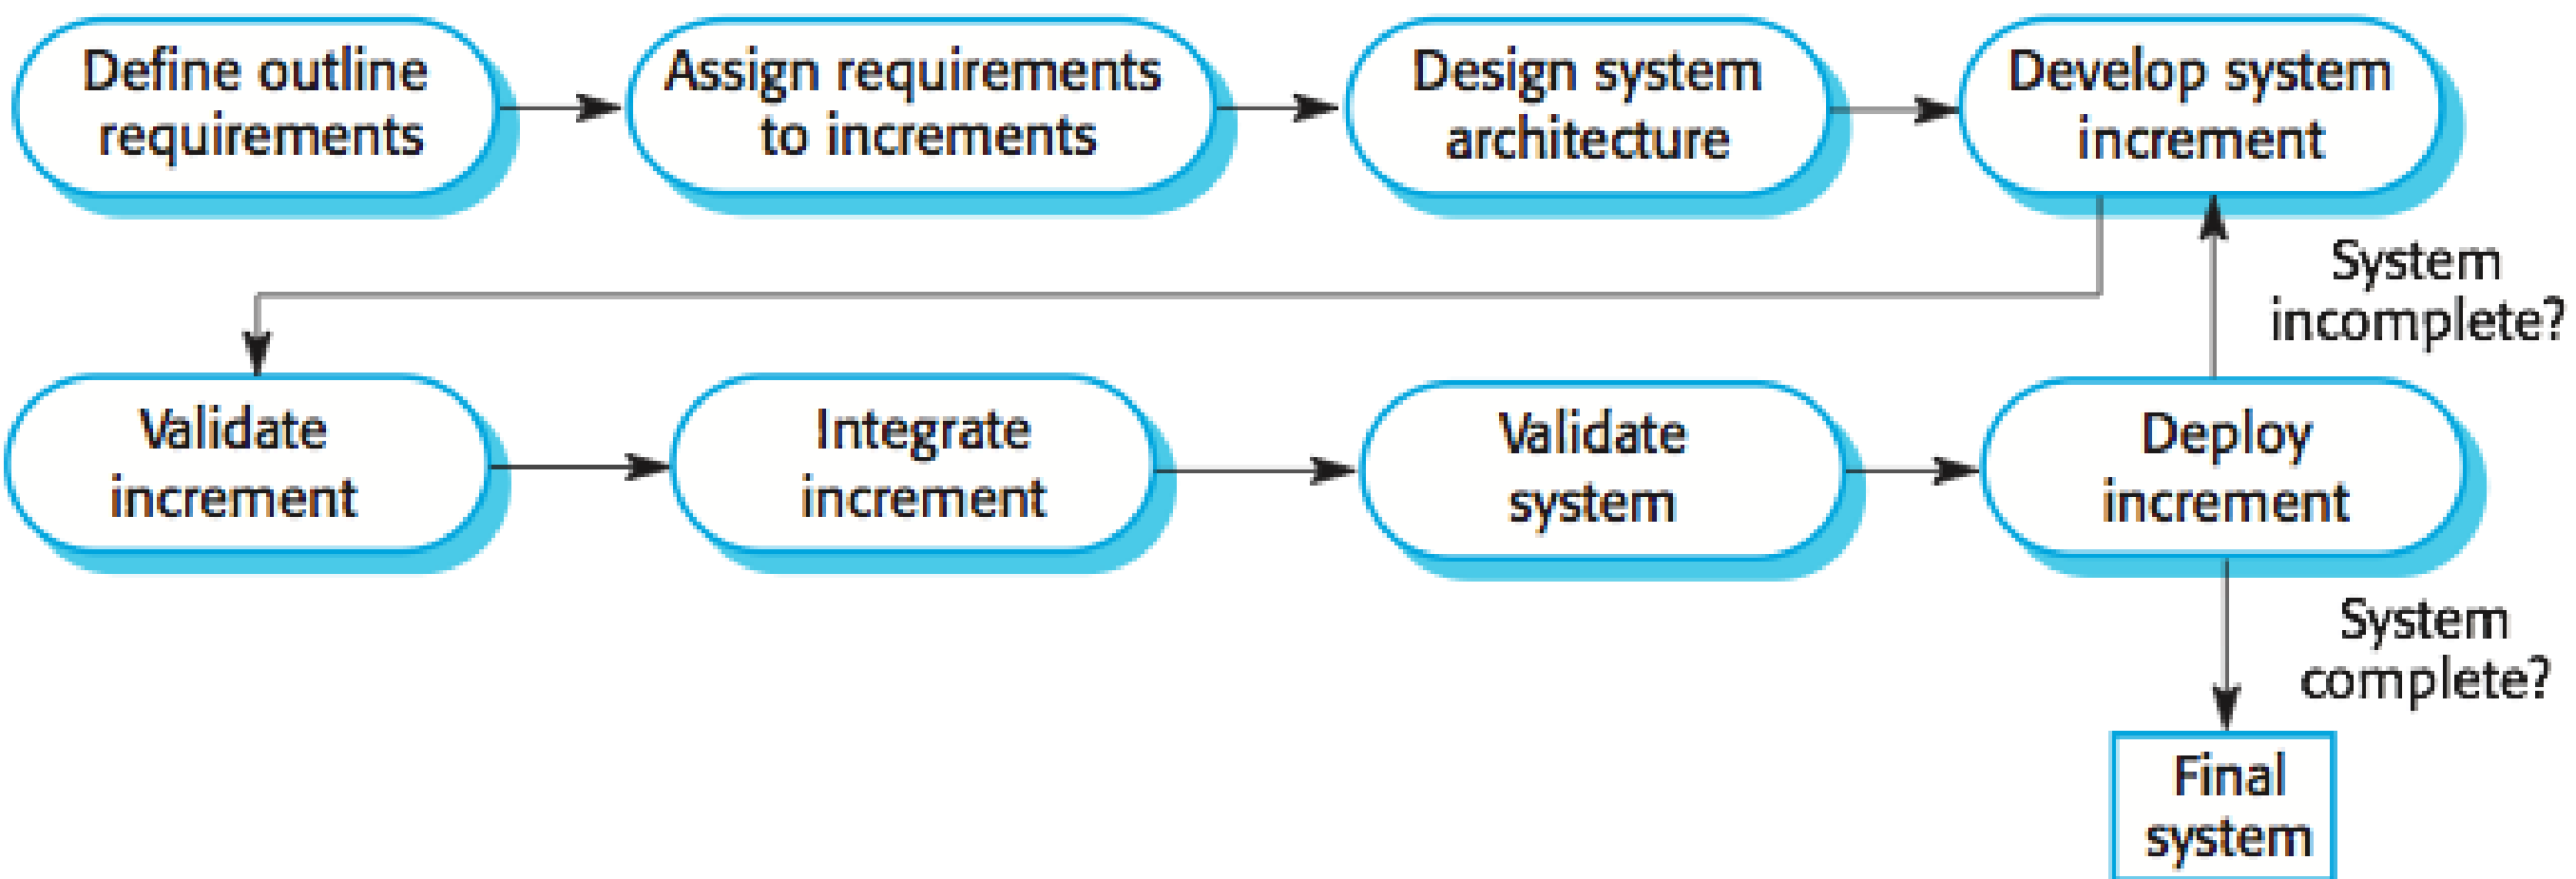 Define outline
requirements
Assign requirements
to increments
Design system
architecture
Develop system
increment
System
incomplete?
Validate
increment
Integrate
increment
Validate
system
Deploy
increment
System
complete?
Final
system